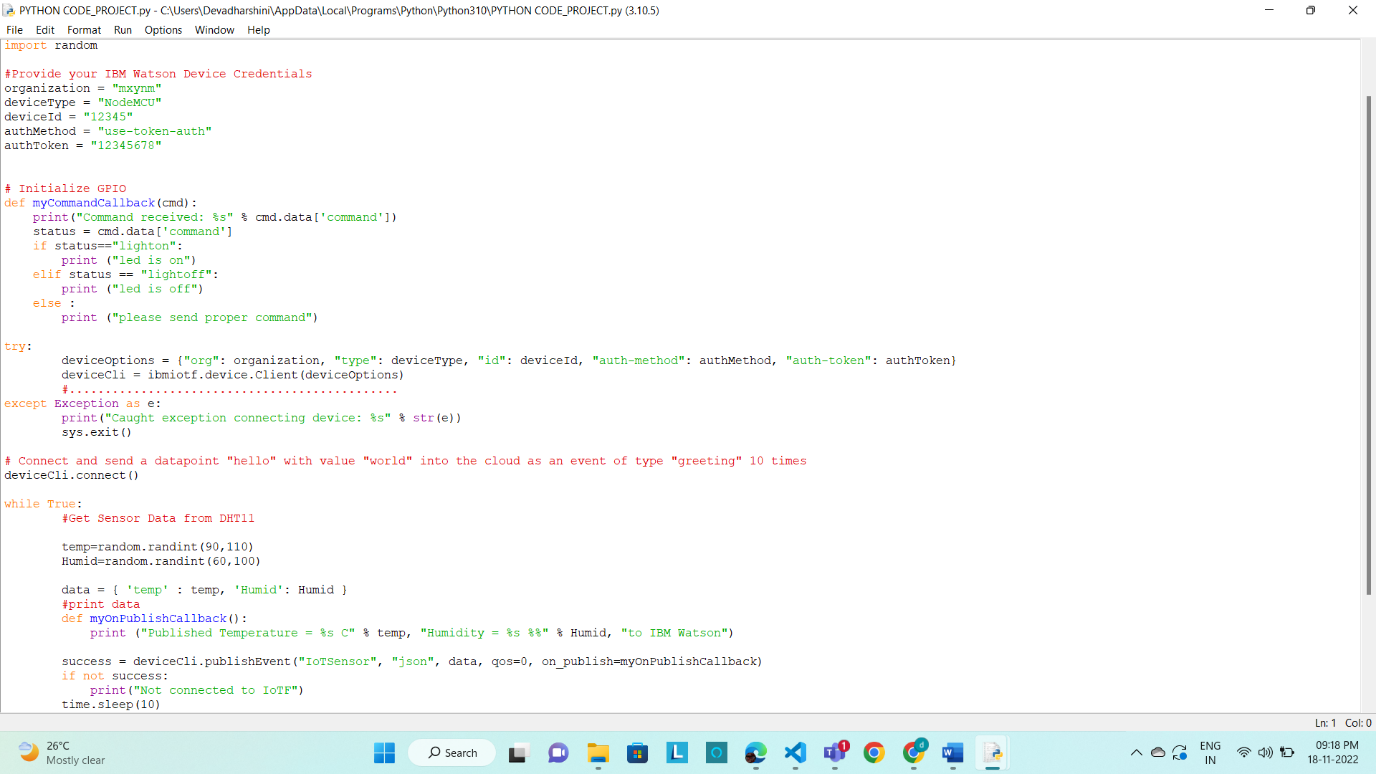 PYTHON CODE_PROJECT.py - C:\Users\Devadharshini\AppData\Local\Programs\Python\Python310\PYTHON CODE_PROJECT.py (3.10.5)
File Edit Format Run Options Window Help
import random
#Provide your IBM Watson Device Credentials
organization = "mxynm"
deviceType = "NodeMCU"
deviceId = "12345"
authMethod = "use-token-auth"
authToken = "12345678"
# Initialize GPIO
def myCommandCallback(cmd):
    print("Command received: %s" % cmd.data['command'])
    status = cmd.data['command']
    if status=="lighton":
        print ("led is on")
    elif status == "lightoff":
        print ("led is off")
    else :
        print ("please send proper command")
try:
        deviceOptions = {"org": organization, "type": deviceType, "id": deviceId, "auth-method": authMethod, "auth-token": authToken}
        deviceCli = ibmiotf.device.Client(deviceOptions)
        #..............................................
except Exception as e:
        print("Caught exception connecting device: %s" % str(e))
        sys.exit()
# Connect and send a datapoint "hello" with value "world" into the cloud as an event of type "greeting" 10 times
deviceCli.connect()
while True:
        #Get Sensor Data from DHT11
        temp=random.randint(90,110)
        Humid=random.randint(60,100)
        data = { 'temp' : temp, 'Humid': Humid }
        #print data
        def myOnPublishCallback():
            print ("Published Temperature = %s C" % temp, "Humidity = %s %%" % Humid, "to IBM Watson")
        success = deviceCli.publishEvent("IoTSensor", "json", data, qos=0, on_publish=myOnPublishCallback)
        if not success:
            print("Not connected to IoTF")
        time.sleep(10)
Ln: 1 Col: 0
26°C
Mostly clear
Search
1
d
ENG
IN
09:18 PM
18-11-2022